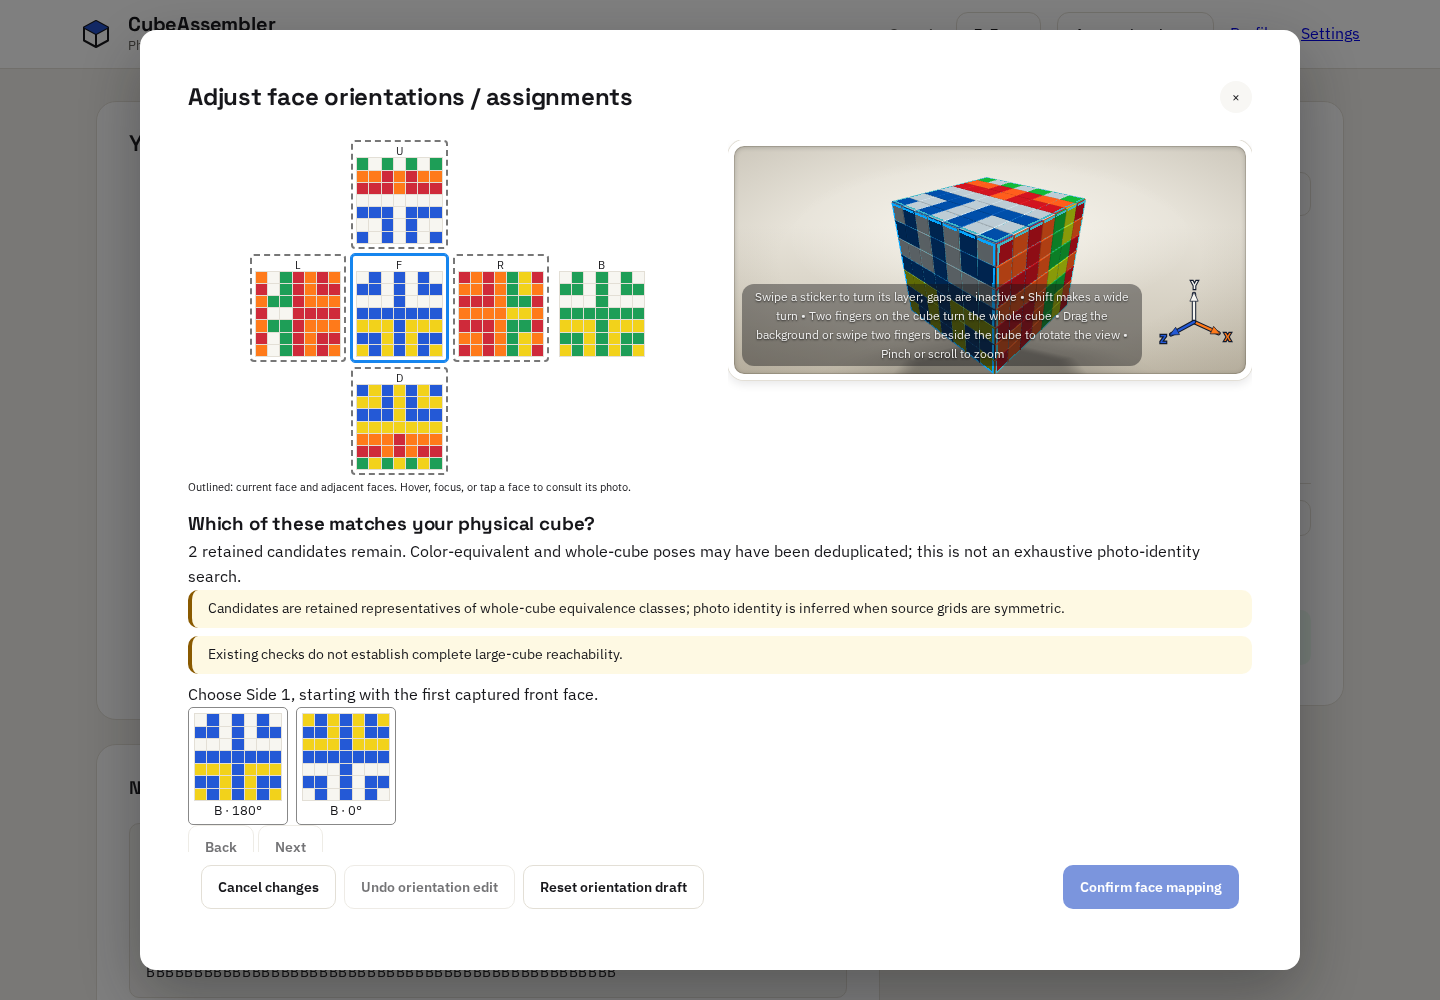 CubeAssembler
Settings
Adjust face orientations / assignments
×
U
L
F
R
B
D
Outlined: current face and adjacent faces. Hover, focus, or tap a face to consult its photo.
Swipe a sticker to turn its layer; gaps are inactive • Shift makes a wide
turn • Two fingers on the cube turn the whole cube • Drag the
background or swipe two fingers beside the cube to rotate the view •
Pinch or scroll to zoom
Y
Z
X
Which of these matches your physical cube?
2 retained candidates remain. Color-equivalent and whole-cube poses may have been deduplicated; this is not an exhaustive photo-identity
search.
Candidates are retained representatives of whole-cube equivalence classes; photo identity is inferred when source grids are symmetric.
Existing checks do not establish complete large-cube reachability.
Choose Side 1, starting with the first captured front face.
B · 180°
B · 0°
Back
Next
Cancel changes
Undo orientation edit
Reset orientation draft
Confirm face mapping